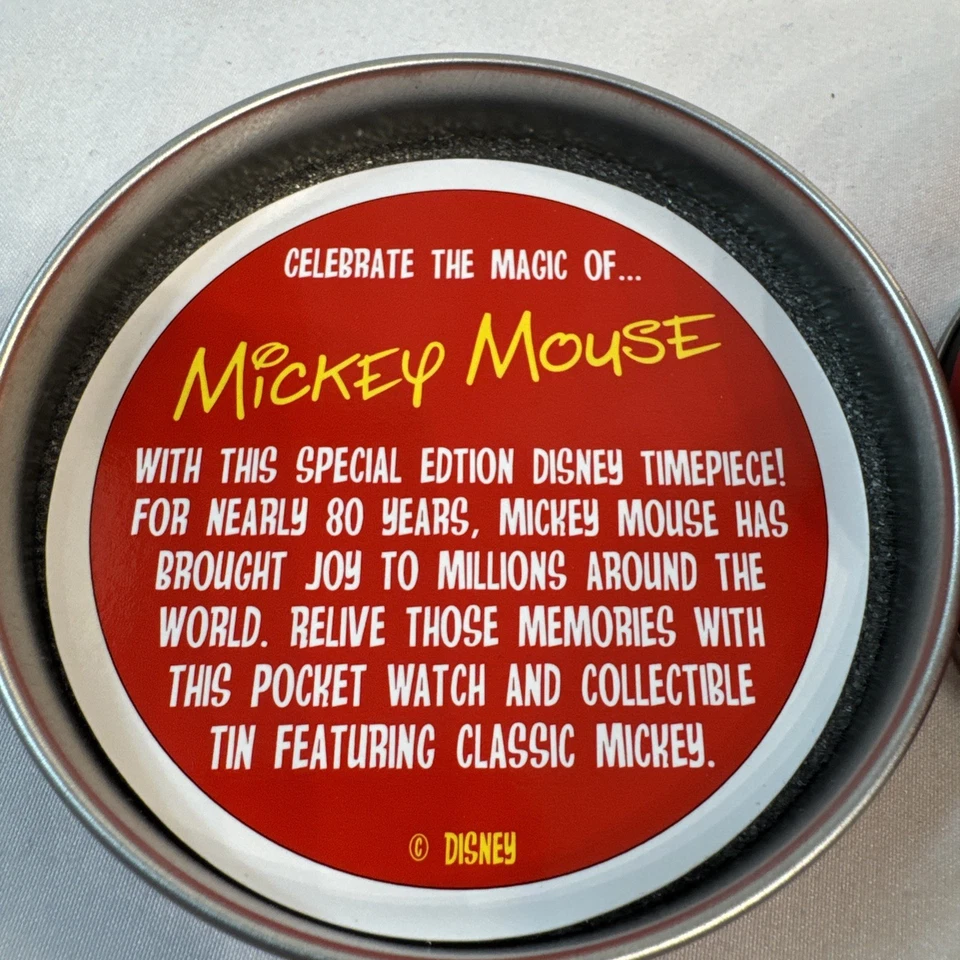 CELEBRATE THE MAGIC OF...
MICKEY MOUSE
WITH THIS SPECIAL EDTION DISNEY TIMEPIECE!
FOR NEARLY 80 YEARS, MICKEY MOUSE HAS
BROUGHT JOY TO MILLIONS AROUND THE
WORLD. RELIVE THOSE MEMORIES WITH
THIS POCKET WATCH AND COLLECTIBLE
TIN FEATURING CLASSIC MICKEY.
© DISNEY